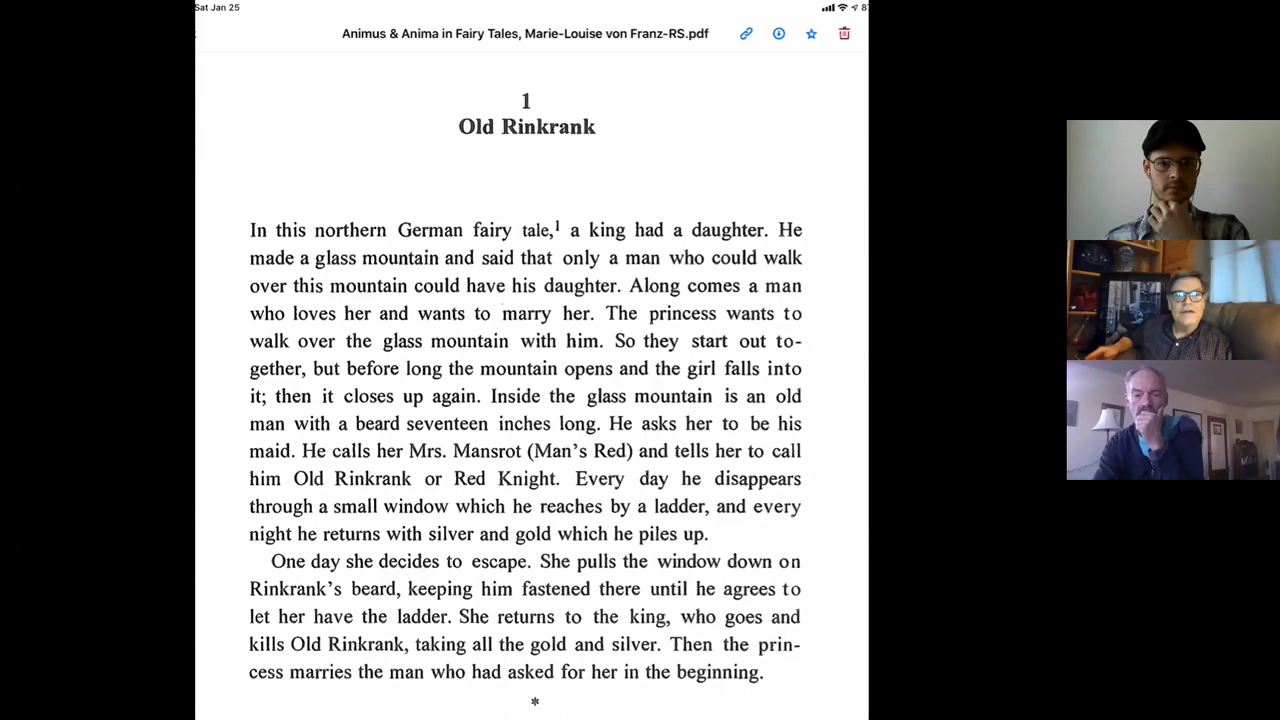 Sat Jan 25
8
Animus & Anima in Fairy Tales, Marie-Louise von Franz-RS.pdf
1
Old Rinkrank
In this northern German fairy tale,1 a king had a daughter. He
made a glass mountain and said that only a man who could walk
over this mountain could have his daughter. Along comes a man
who loves her and wants to marry her. The princess wants to
walk over the glass mountain with him. So they start out to-
gether, but before long the mountain opens and the girl falls into
it; then it closes up again. Inside the glass mountain is an old
man with a beard seventeen inches long. He asks her to be his
maid. He calls her Mrs. Mansrot (Man's Red) and tells her to call
him Old Rinkrank or Red Knight. Every day he disappears
through a small window which he reaches by a ladder, and every
night he returns with silver and gold which he piles up.
One day she decides to escape. She pulls the window down on
Rinkrank's beard, keeping him fastened there until he agrees to
let her have the ladder. She returns to the king, who goes and
kills Old Rinkrank, taking all the gold and silver. Then the prin-
cess marries the man who had asked for her in the beginning.
*